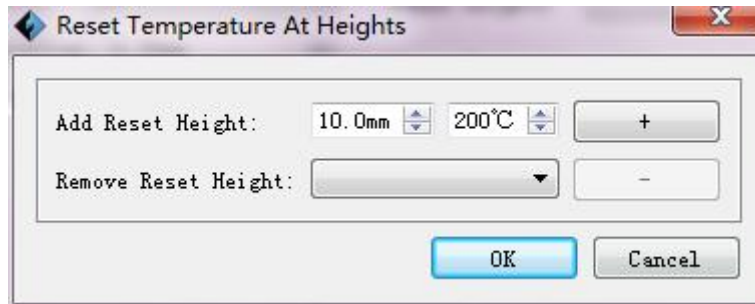 Reset Temperature At Heights
Add Reset Height: 10.0mm 200℃ +
Remove Reset Height: -
OK Cancel